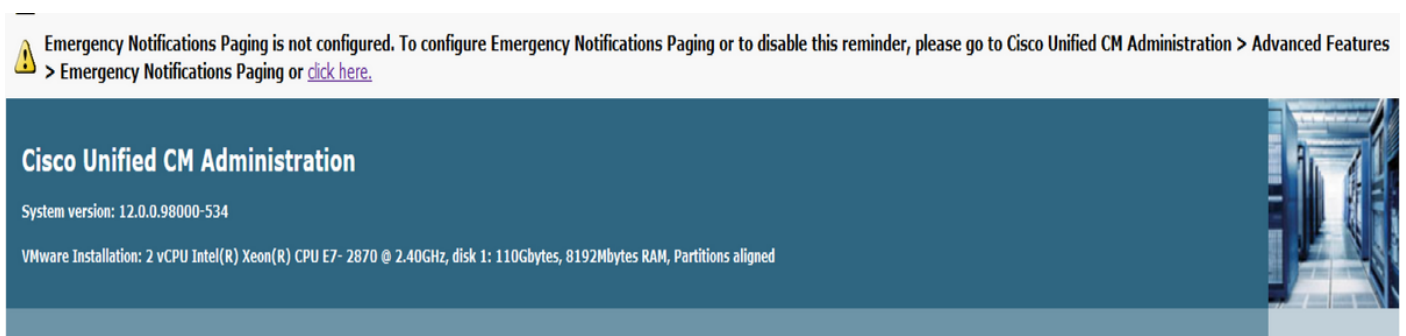 Emergency Notifications Paging is not configured. To configure Emergency Notifications Paging or to disable this reminder, please go to Cisco Unified CM Administration > Advanced Features
> Emergency Notifications Paging or click here.
Cisco Unified CM Administration
System version: 12.0.0.98000-534
VMware Installation: 2 vCPU Intel(R) Xeon(R) CPU E7- 2870 @ 2.40GHz, disk 1: 110Gbytes, 8192Mbytes RAM, Partitions aligned